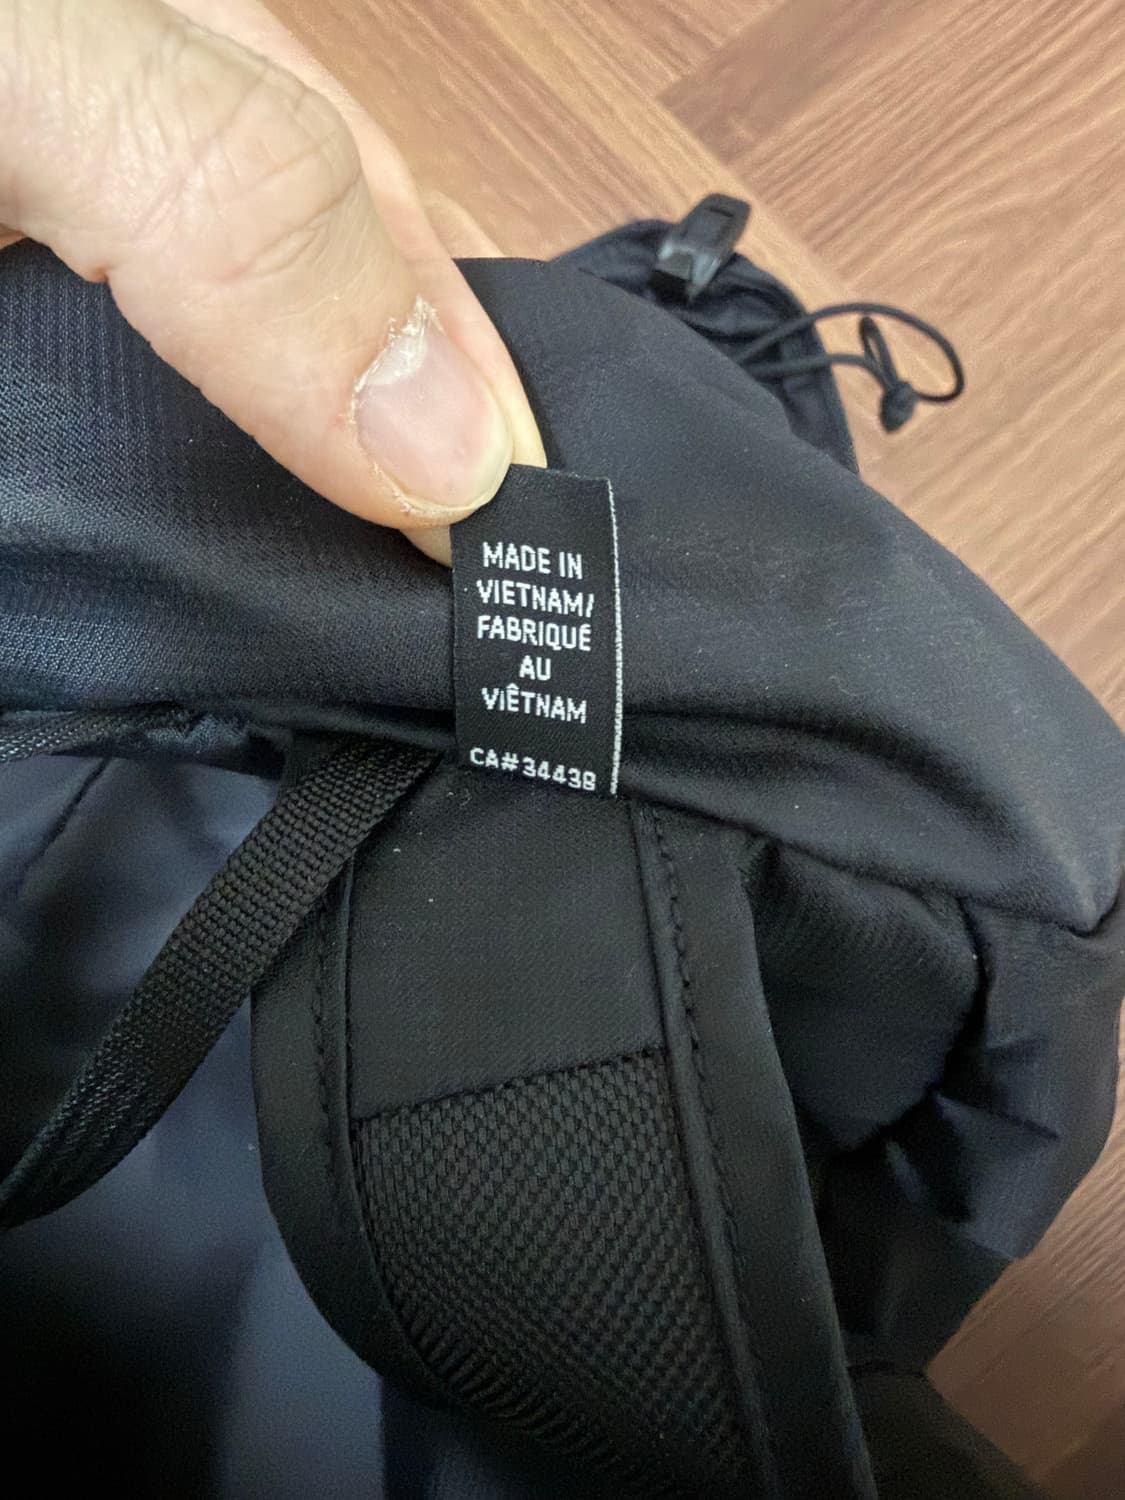 MADE IN
VIETNAM/
FABRIQUÉ
AU
VIÊTNAM
CA#34438